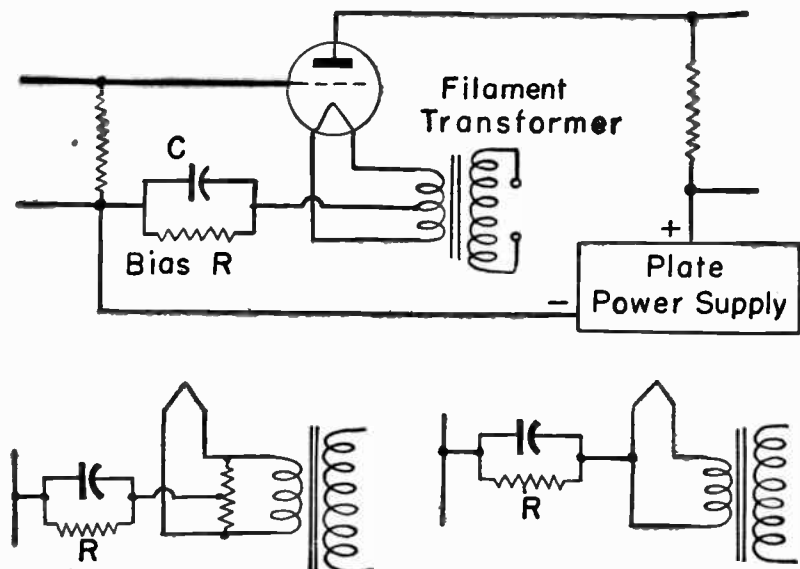 Filament
Transformer
C
Bias R
+
Plate
Power Supply
-
R
R